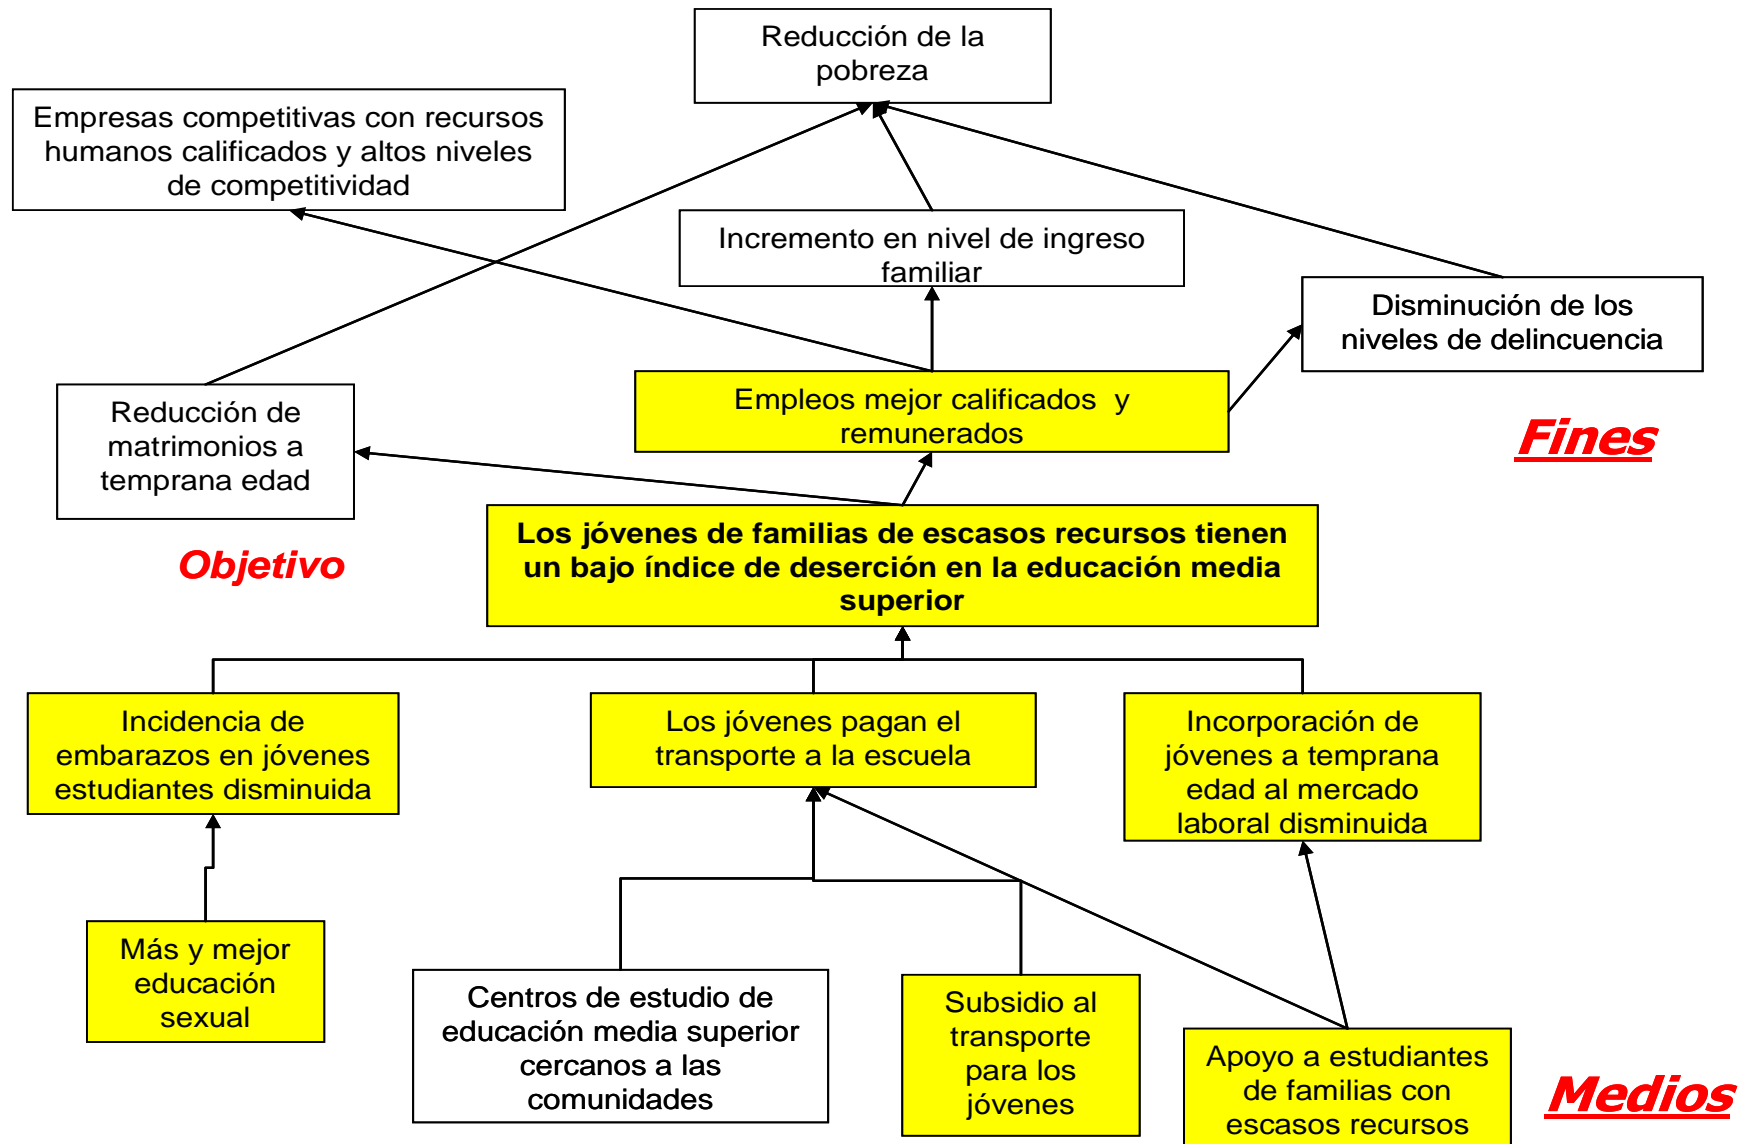 Reducción de la
pobreza
Empresas competitivas con recursos
humanos calificados y altos niveles
de competitividad
Incremento en nivel de ingreso
familiar
Disminución de los
niveles de delincuencia
Reducción de
matrimonios a
temprana edad
Empleos mejor calificados y
remunerados
Fines
Los jóvenes de familias de escasos recursos tienen
un bajo índice de deserción en la educación media
superior
Objetivo
Incidencia de
embarazos en jóvenes
estudiantes disminuida
Los jóvenes pagan el
transporte a la escuela
Incorporación de
jóvenes a temprana
edad al mercado
laboral disminuida
Más y mejor
educación
sexual
Centros de estudio de
educación media superior
cercanos a las
comunidades
Subsidio al
transporte
para los
jóvenes
Apoyo a estudiantes
de familias con
escasos recursos
Medios